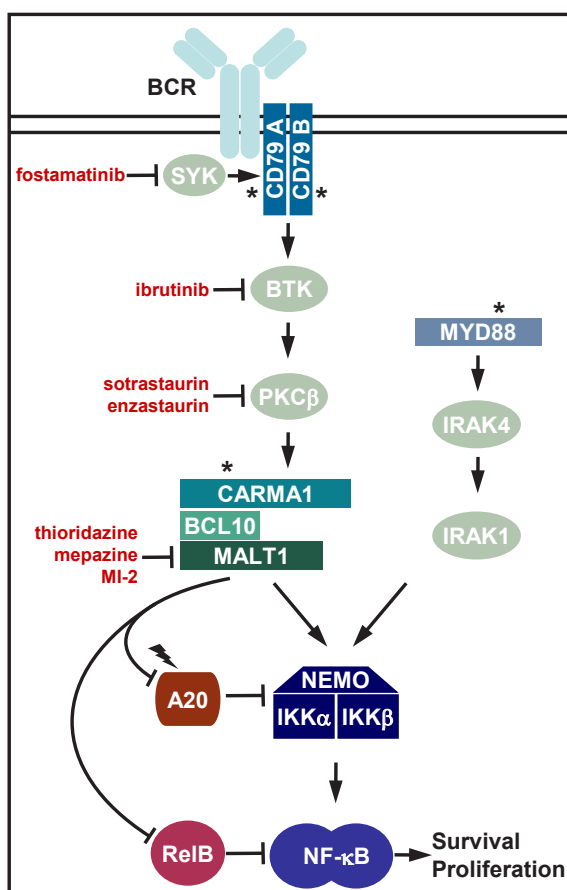 BCR
CD79 A
CD79 B
fostamatinib
SYK
*
*
ibrutinib
BTK
*
MYD88
sotrastaurin
enzastaurin
PKCβ
IRAK4
*
CARMA1
BCL10
MALT1
thioridazine
mepazine
MI-2
IRAK1
A20
NEMO
IKKα
IKKβ
RelB
NF-κB
Survival
Proliferation